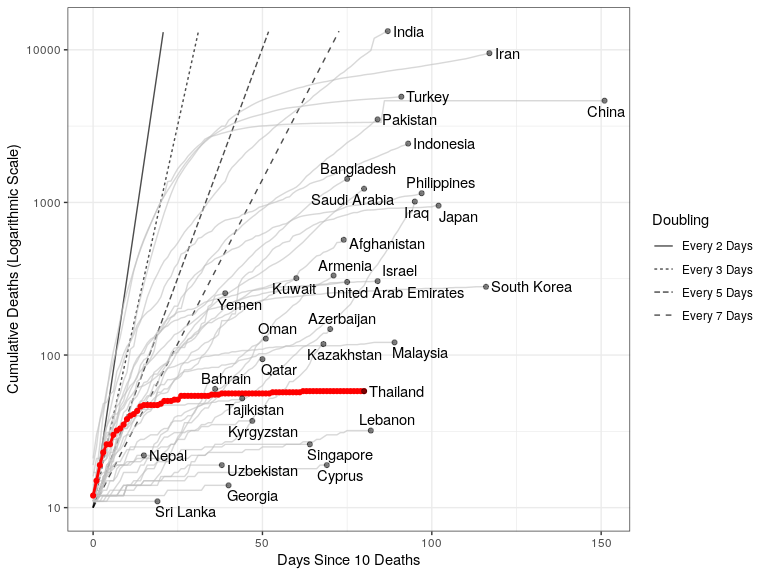 India
10000
Iran
Turkey
China
Pakistan
Indonesia
Bangladesh
Philippines
Saudi Arabia
1000
Iraq
Japan
Afghanistan
Armenia
Israel
Kuwait
United Arab Emirates
South Korea
Yemen
Azerbaijan
Oman
100
Kazakhstan
Malaysia
Qatar
Bahrain
Thailand
Tajikistan
Lebanon
Kyrgyzstan
Nepal
Singapore
Uzbekistan
Cyprus
Georgia
10
Sri Lanka
0
50
100
150
Days Since 10 Deaths
Cumulative Deaths (Logarithmic Scale)
Doubling
Every 2 Days
Every 3 Days
Every 5 Days
Every 7 Days